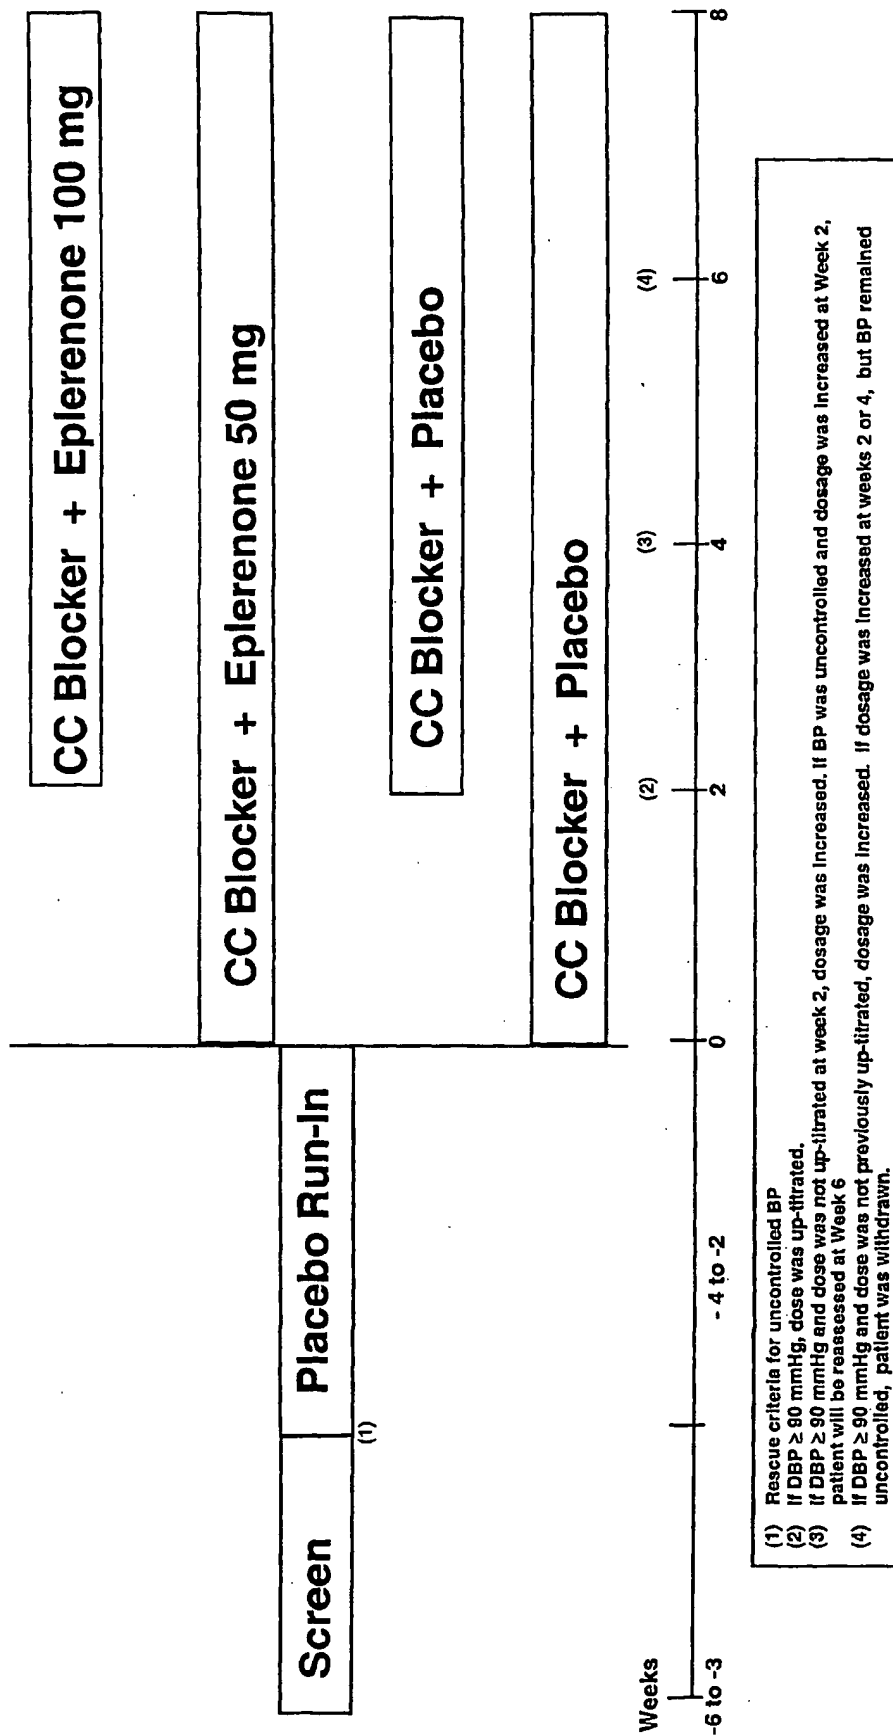 CC Blocker + Eplerenone 100 mg
CC Blocker + Eplerenone 50 mg
Screen
Placebo Run-In
(1)
CC Blocker + Placebo
CC Blocker + Placebo
(2)
(3)
(4)
Weeks
-6 to -3
- 4 to -2
0
2
4
6
8
(1) Rescue criteria for uncontrolled BP
(2) If DBP ≥ 90 mmHg, dose was up-titrated.
(3) If DBP ≥ 90 mmHg and dose was not up-titrated at week 2, dosage was increased. If BP was uncontrolled and dosage was increased at Week 2,
patient will be reassessed at Week 6
(4) If DBP ≥ 90 mmHg and dose was not previously up-titrated, dosage was increased. If dosage was increased at weeks 2 or 4, but BP remained
uncontrolled, patient was withdrawn.